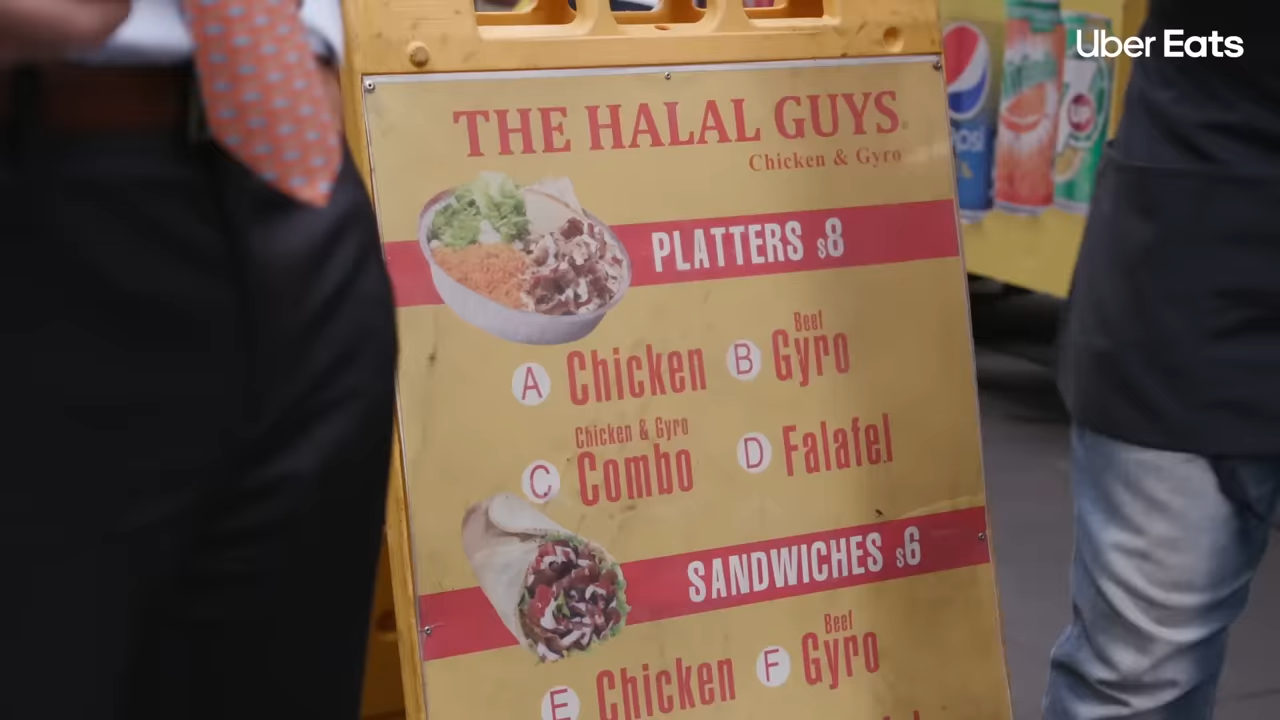 Uber Eats
THE HALAL GUYS®
Chicken & Gyro
PLATTERS $8
A Chicken B Beef Gyro
C Chicken & Gyro Combo D Falafel
SANDWICHES $6
E Chicken F Beef Gyro